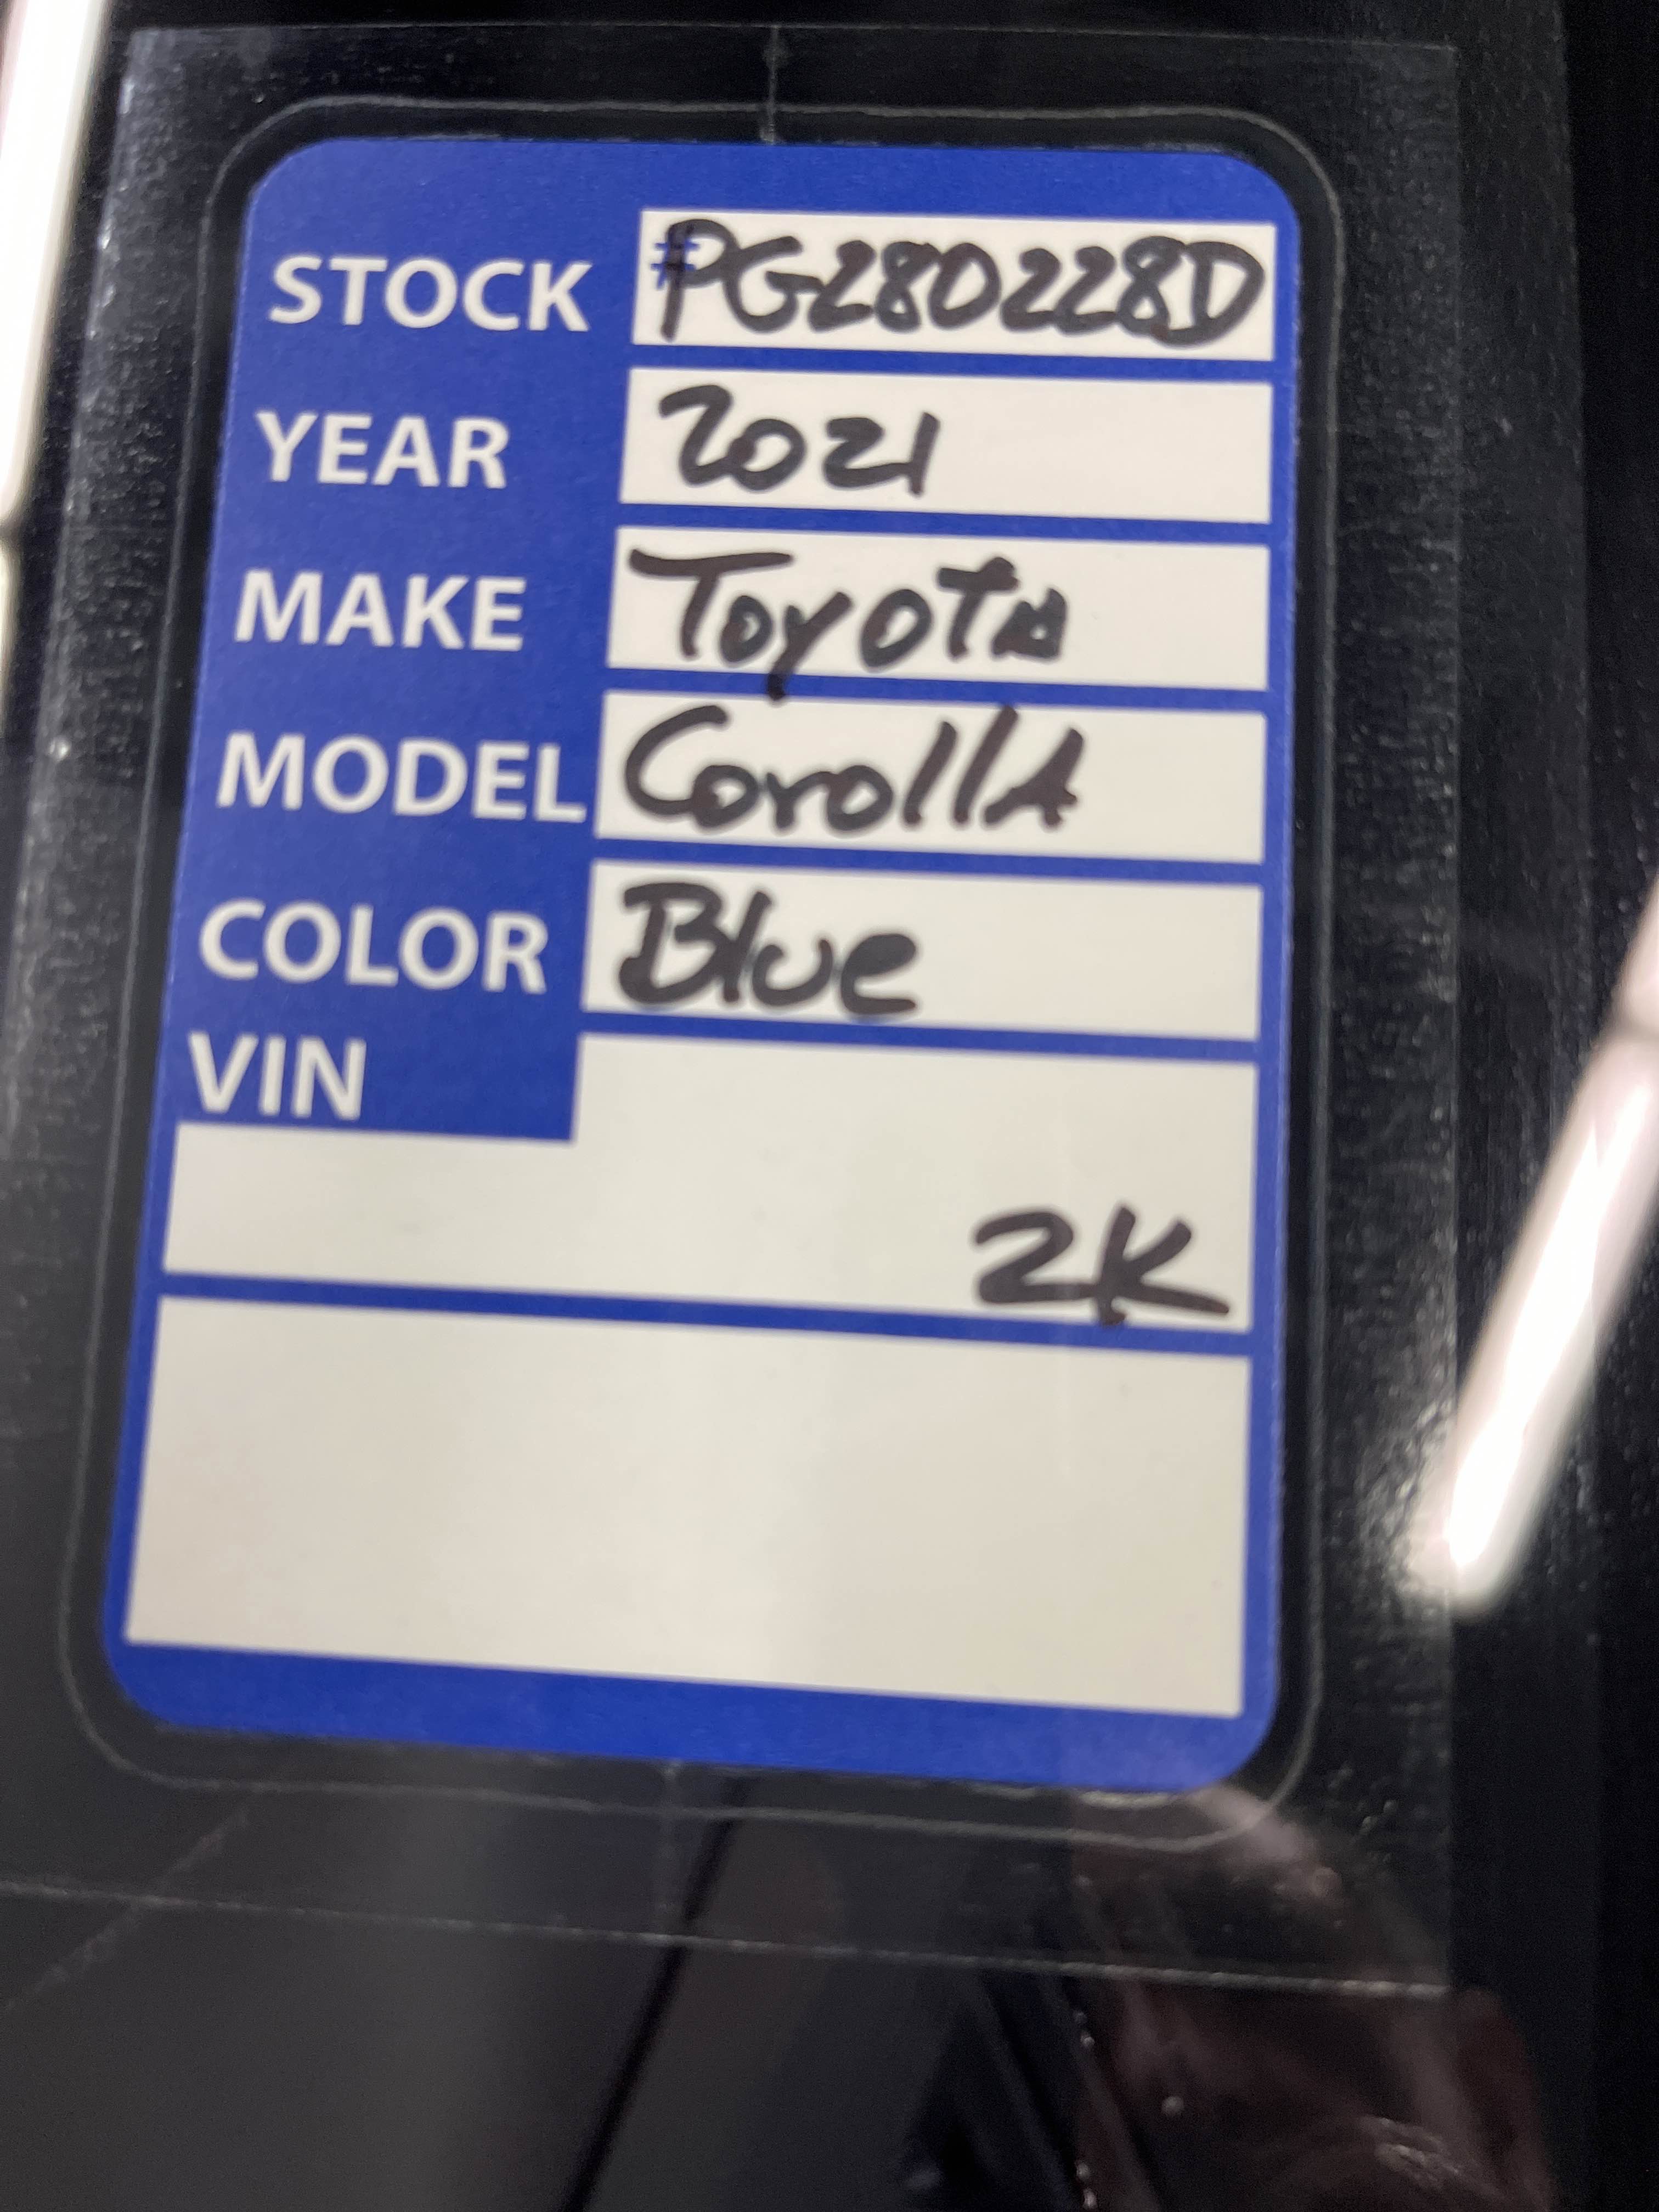 STOCK #PG280228D
YEAR 2021
MAKE Toyota
MODEL Corolla
COLOR Blue
VIN
2K